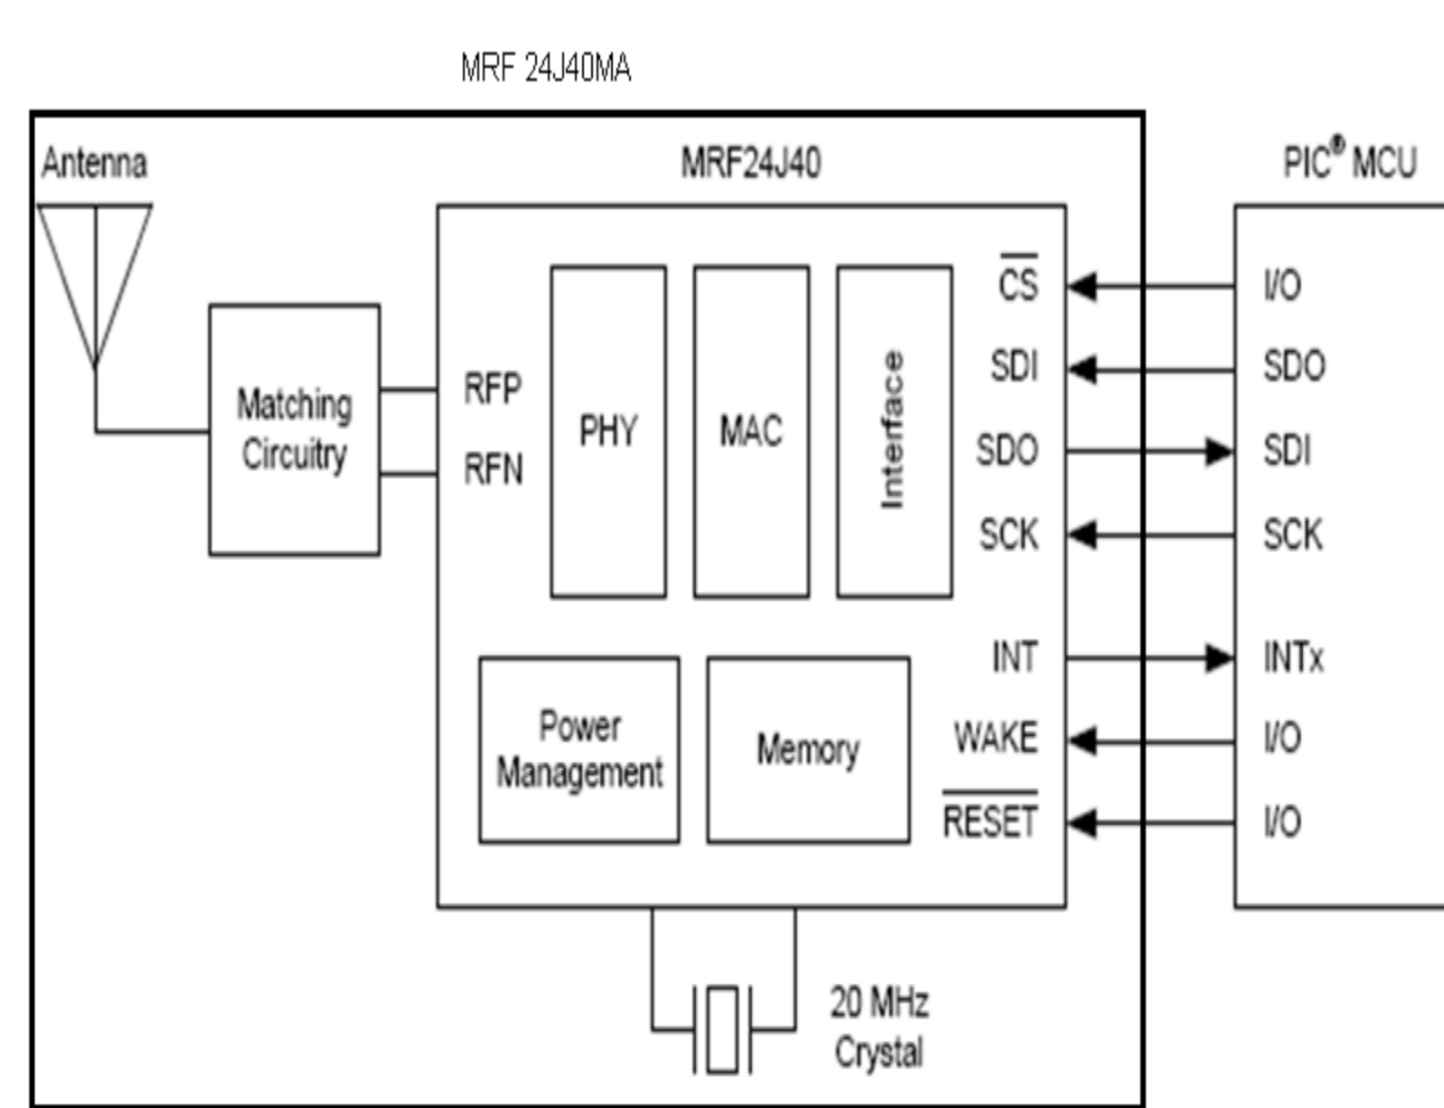 MRF 24J40MA
Antenna
MRF24J40
PIC® MCU
Matching
Circuitry
RFP
RFN
PHY
MAC
Interface
CS
SDI
SDO
SCK
INT
WAKE
RESET
I/O
SDO
SDI
SCK
INTx
I/O
I/O
Power
Management
Memory
20 MHz
Crystal